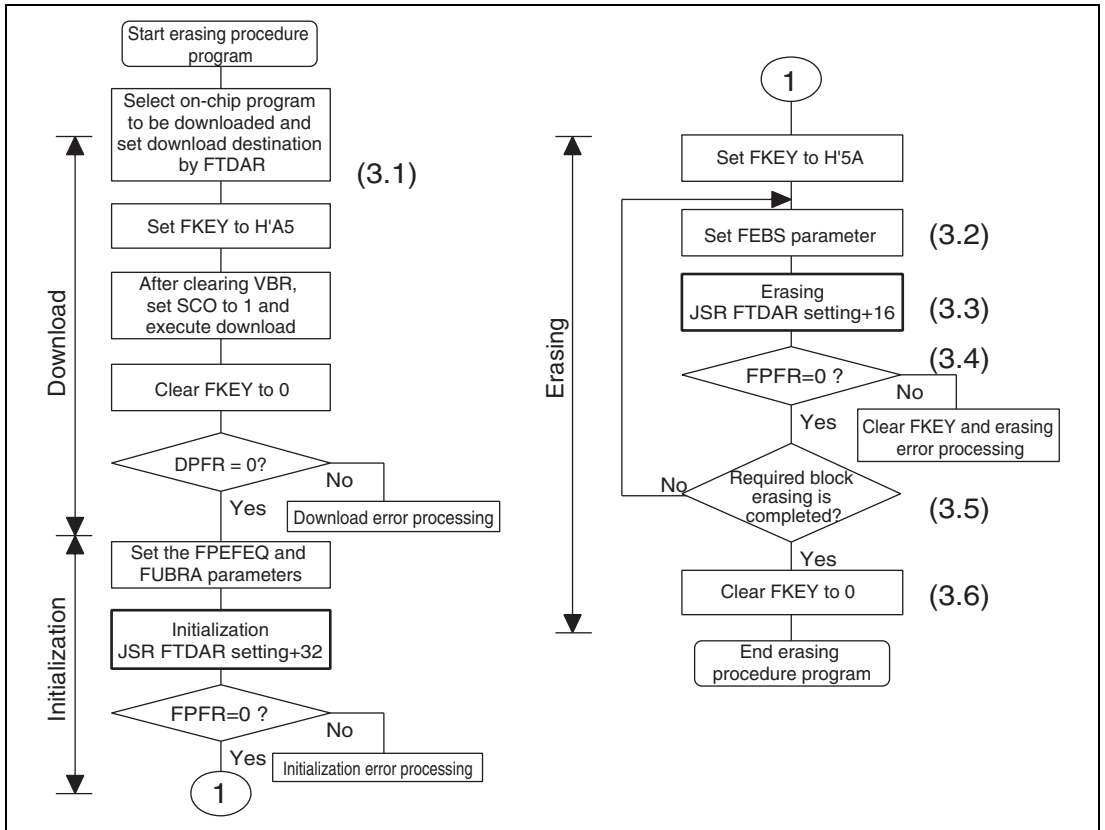 Start erasing procedure
program
Select on-chip program
to be downloaded and
set download destination
by FTDAR
(3.1)
Set FKEY to H'A5
After clearing VBR,
set SCO to 1 and
execute download
Clear FKEY to 0
DPFR = 0?
No
Yes
Download error processing
Download
Set the FPEFEQ and
FUBRA parameters
Initialization
JSR FTDAR setting+32
FPFR=0 ?
No
Yes
Initialization error processing
Initialization
1
1
Set FKEY to H'5A
Set FEBS parameter
(3.2)
Erasing
JSR FTDAR setting+16
(3.3)
(3.4)
FPFR=0 ?
No
Yes
Clear FKEY and erasing
error processing
Erasing
No
Required block
erasing is
completed?
(3.5)
Yes
Clear FKEY to 0
(3.6)
End erasing
procedure program